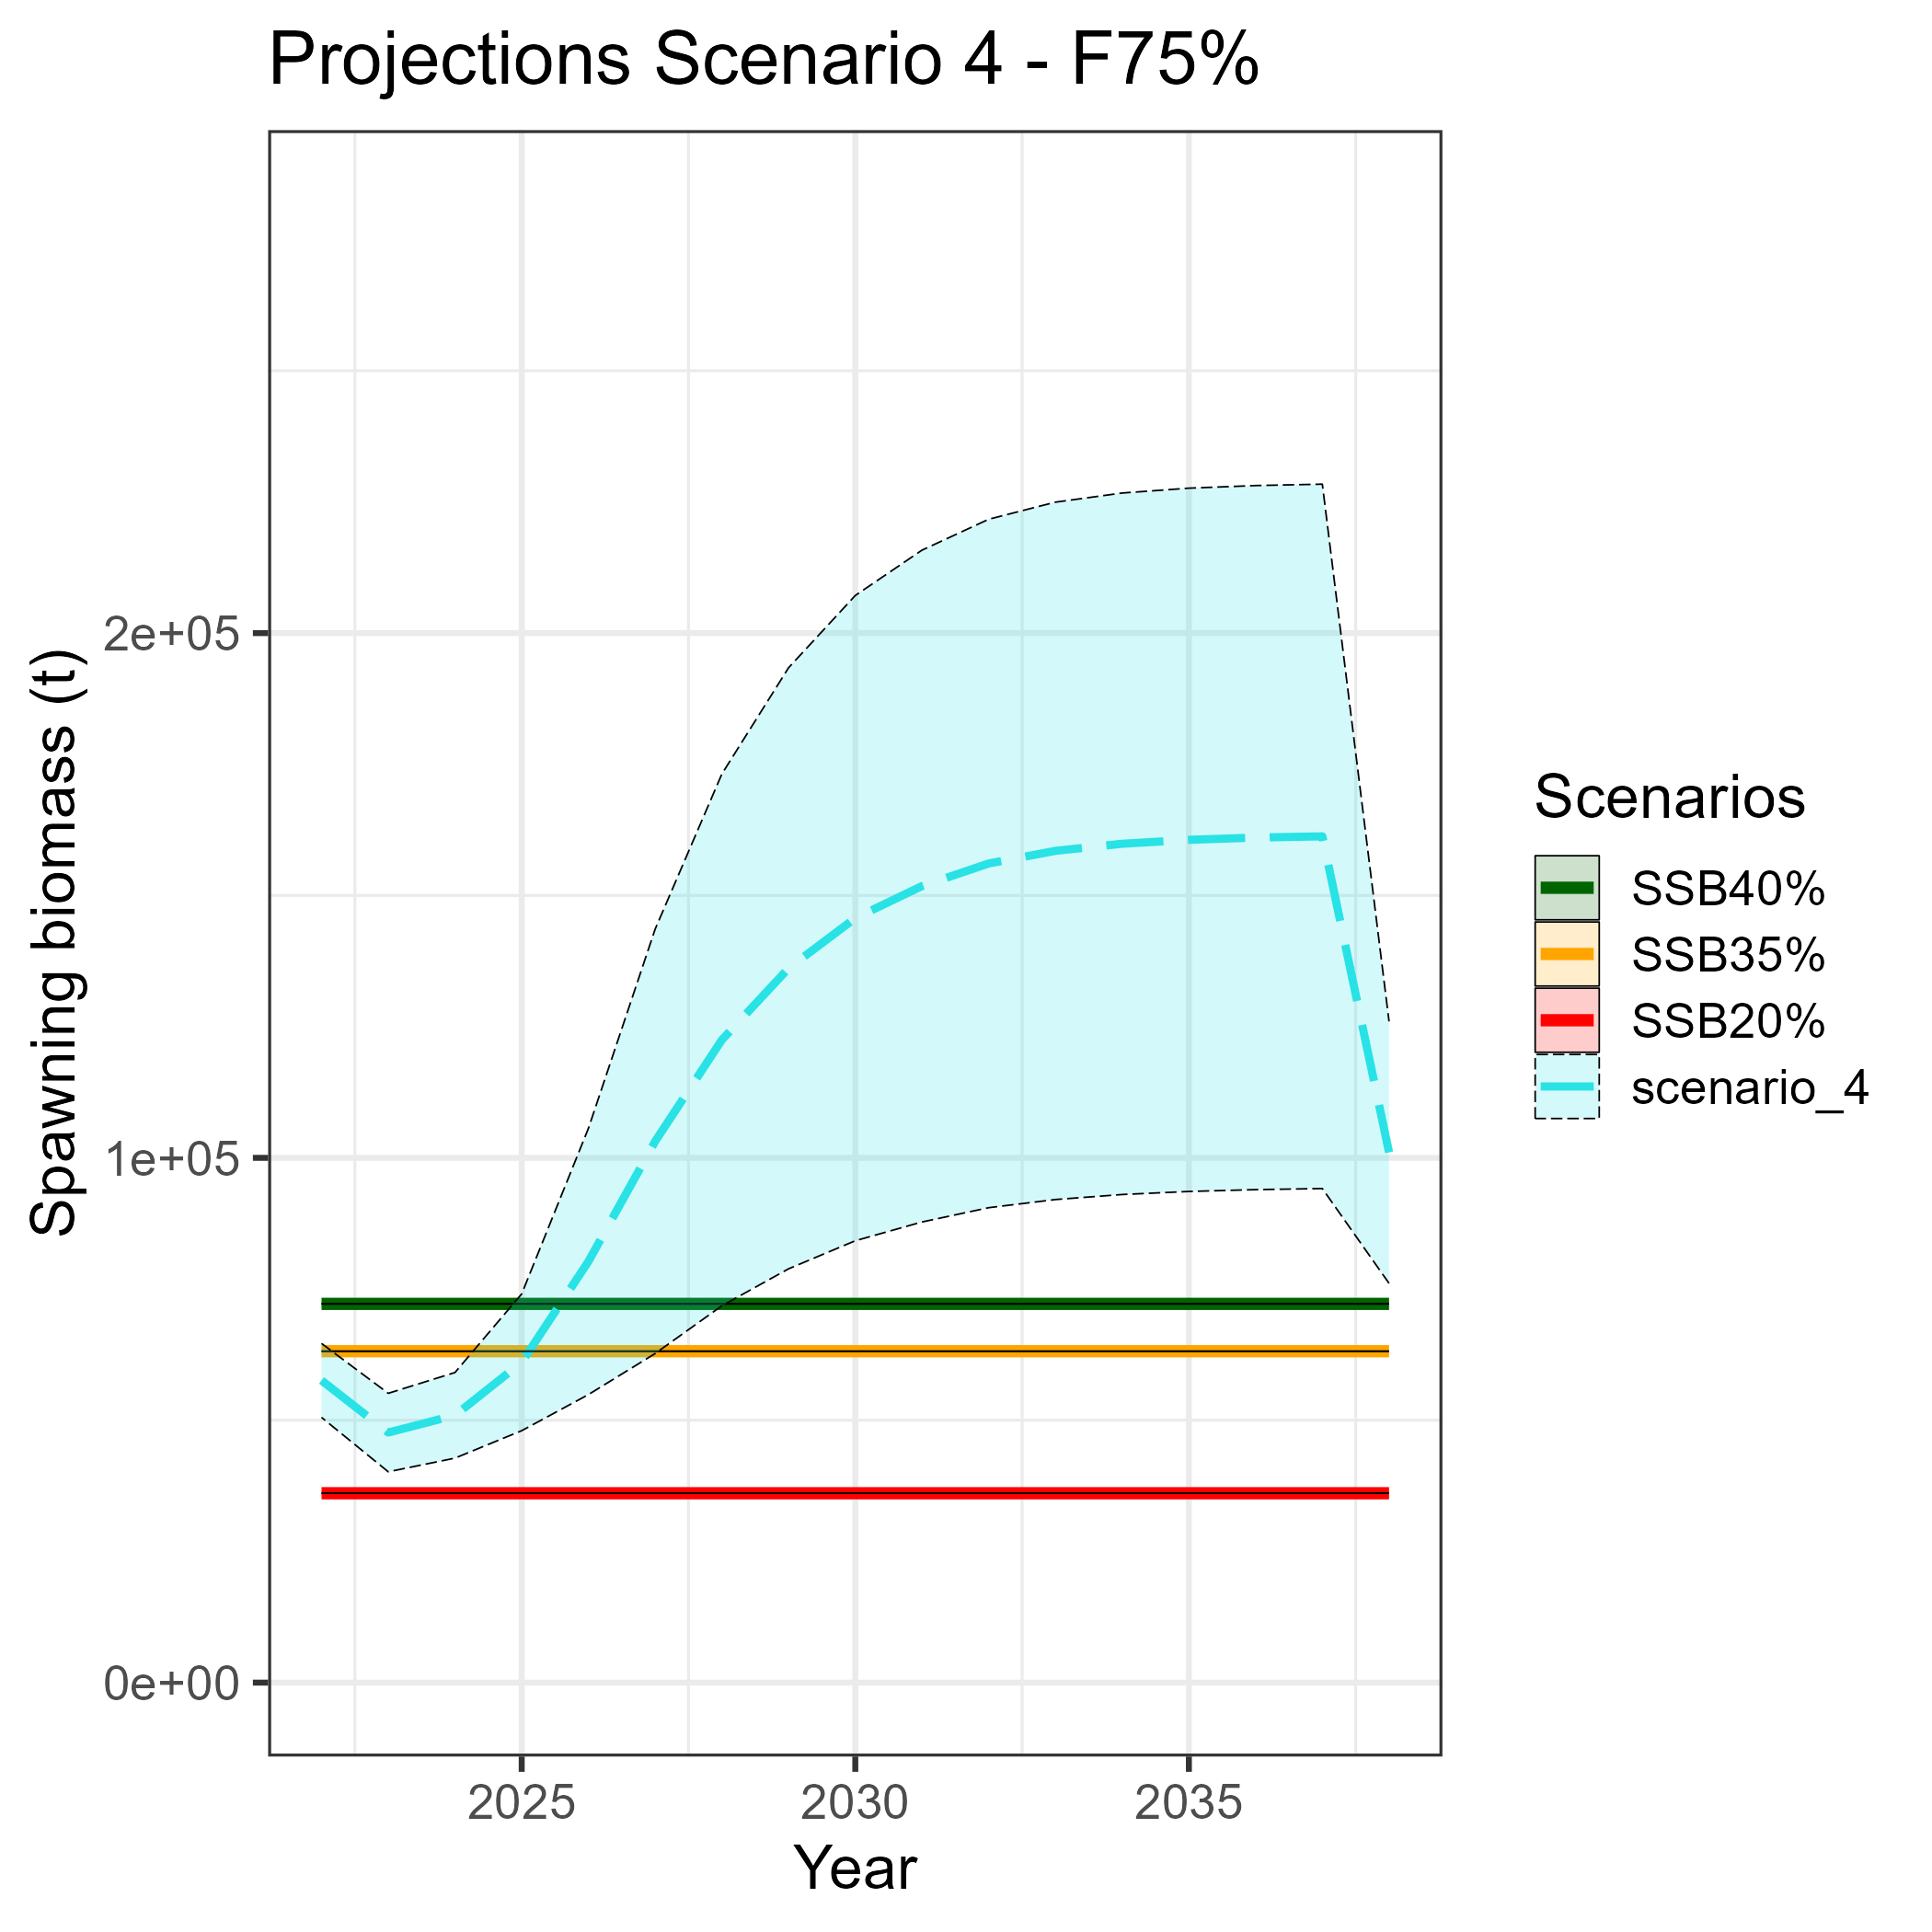 Projections Scenario 4 - F75%
Spawning biomass (t)
2e+05
1e+05
0e+00
2025
2030
2035
Year
Scenarios
SSB40%
SSB35%
SSB20%
scenario_4